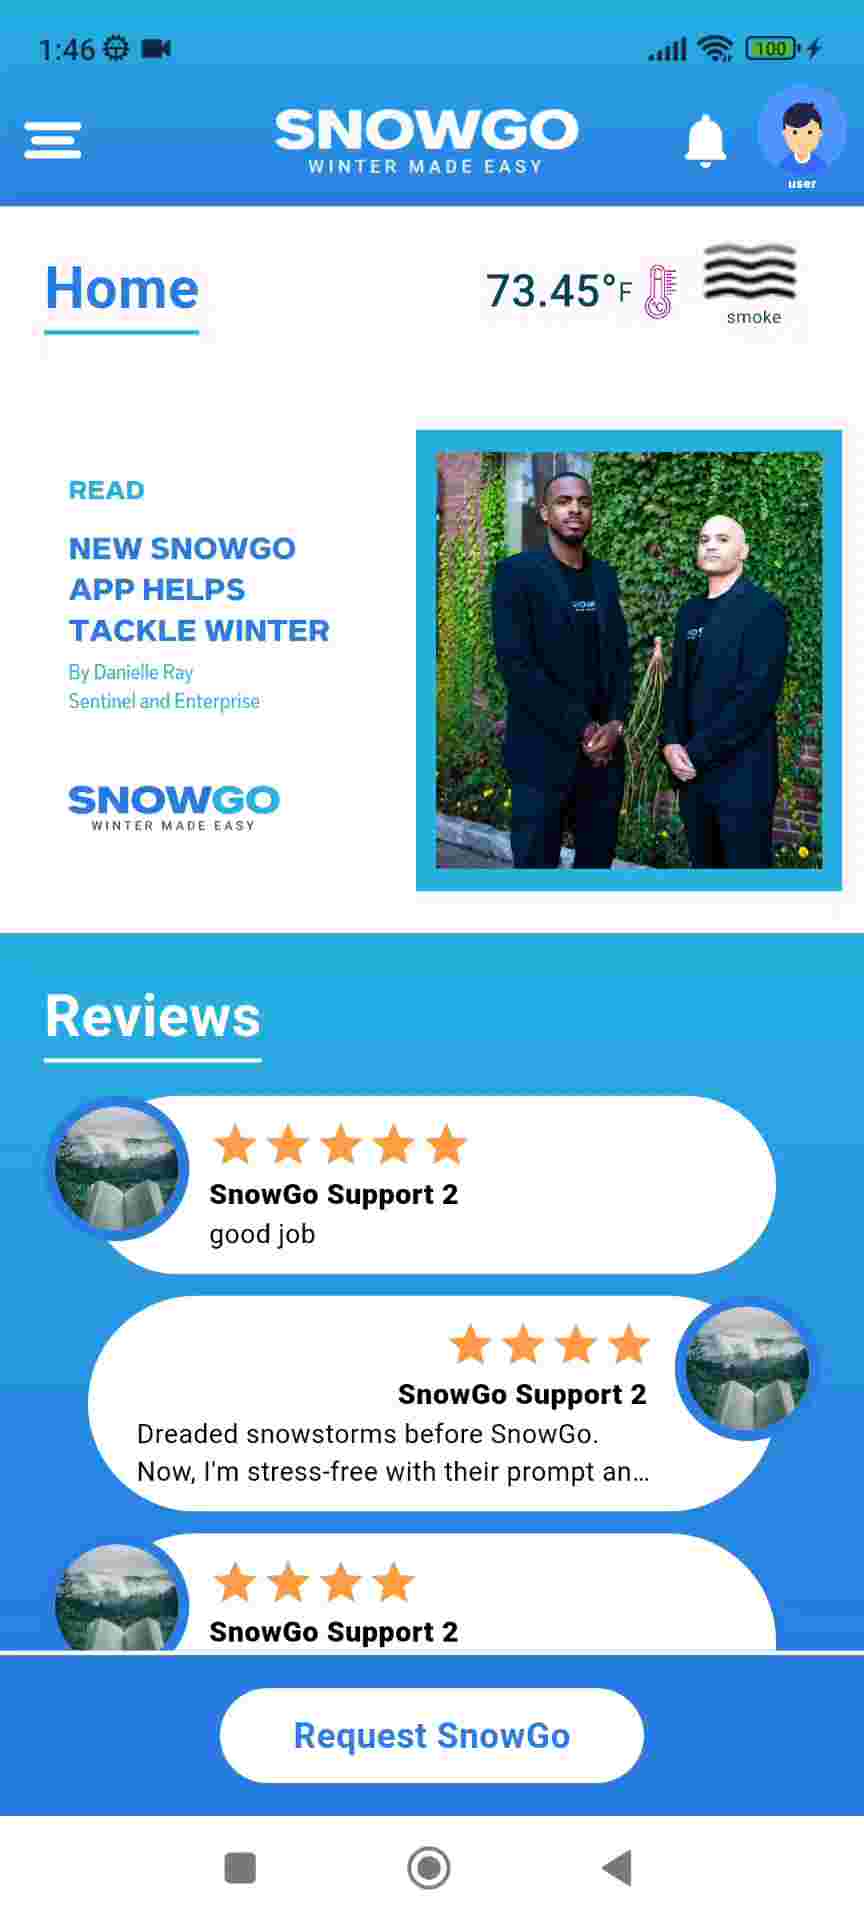 1:46
100
SNOWGO
WINTER MADE EASY
user
Home
73.45°F
°C
smoke
READ
NEW SNOWGO
APP HELPS
TACKLE WINTER
By Danielle Ray
Sentinel and Enterprise
SNOWGO
WINTER MADE EASY
Reviews
SnowGo Support 2
good job
SnowGo Support 2
Dreaded snowstorms before SnowGo.
Now, I'm stress-free with their prompt an...
SnowGo Support 2
Request SnowGo